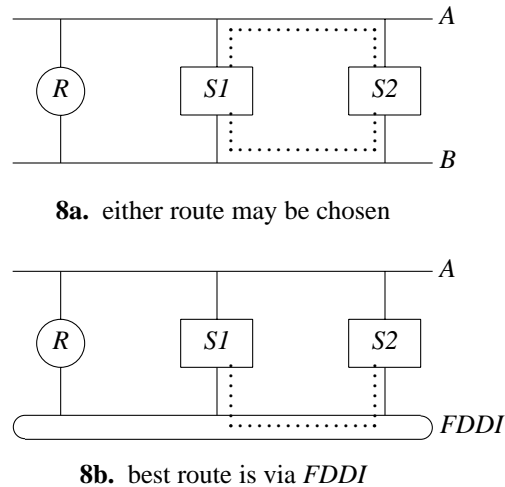 A
R S1 S2
B
8a. either route may be chosen
A
R S1 S2
FDDI
8b. best route is via FDDI